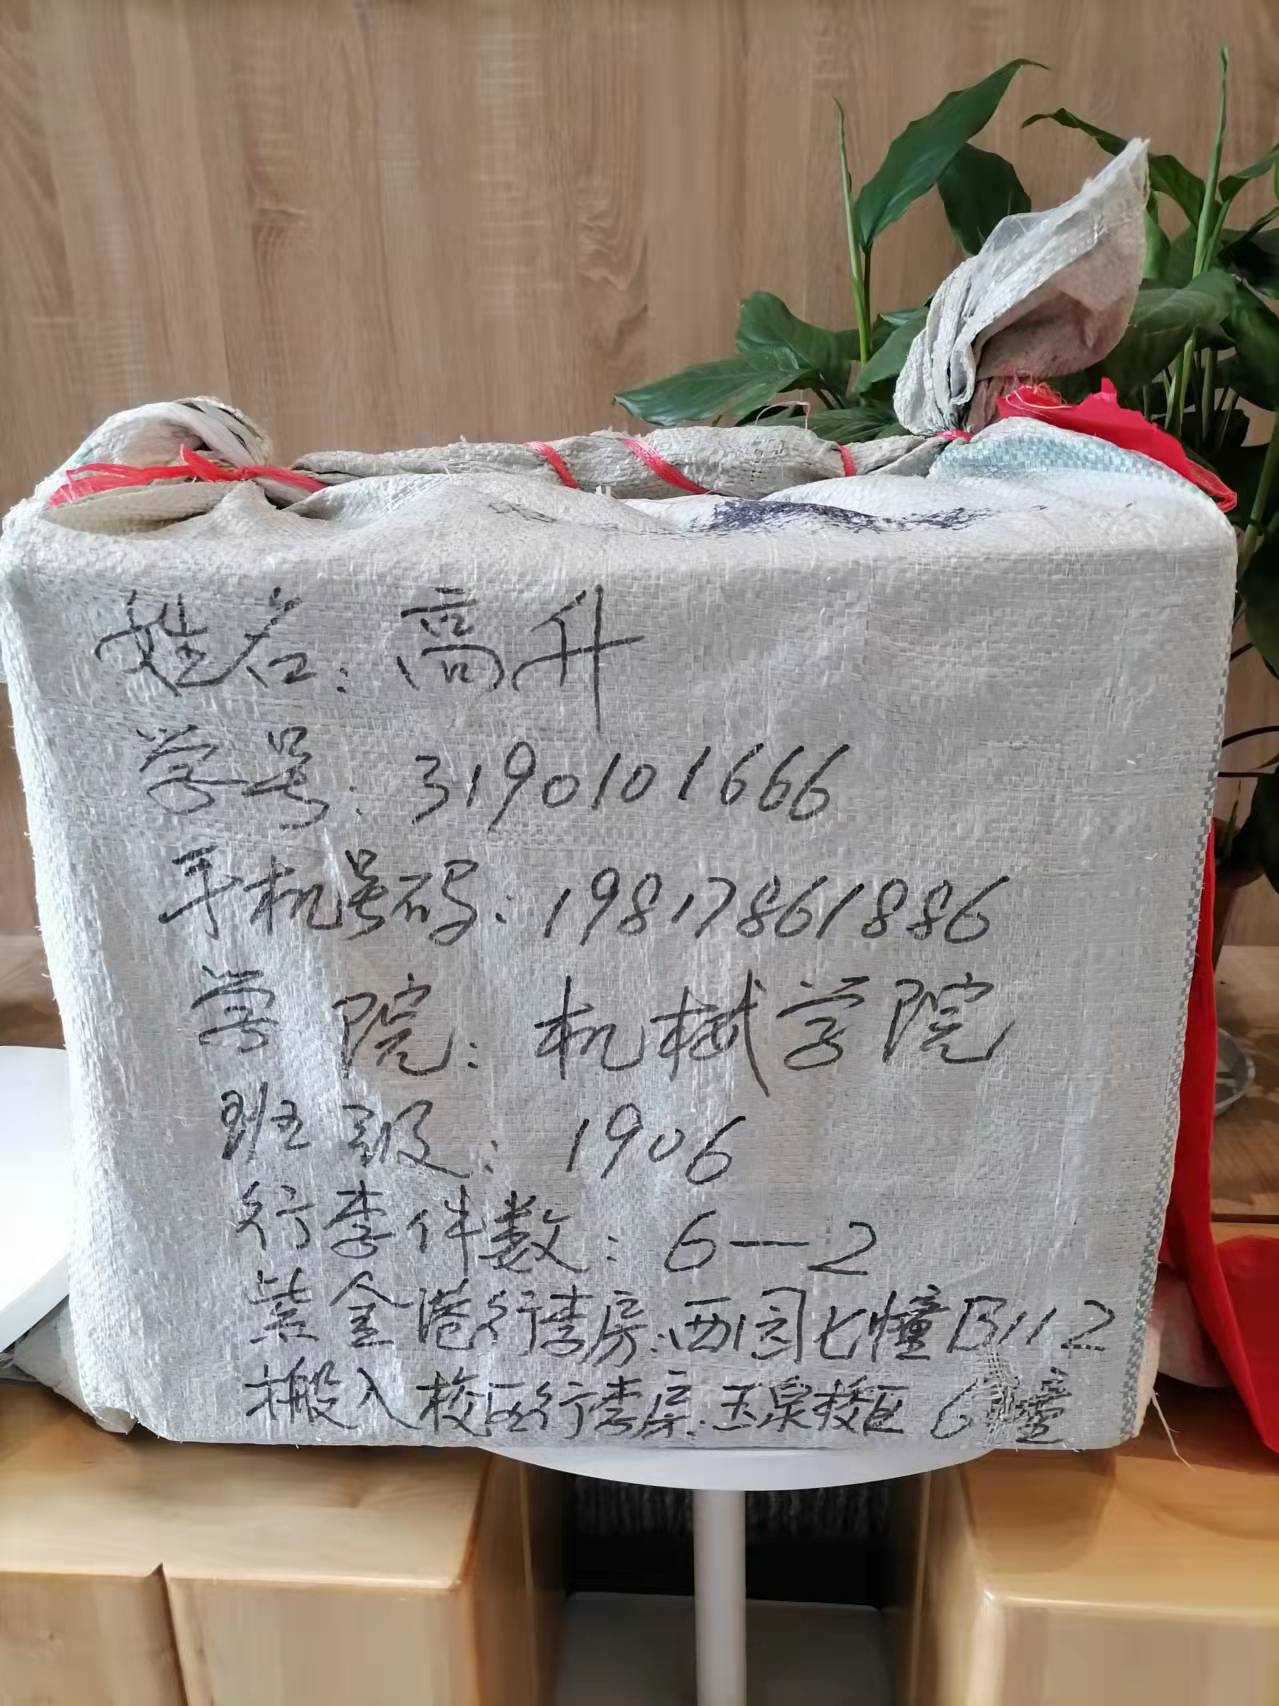 姓名：高升
学号：3190101666
手机号码：19817861886
学院：机械学院
班级：1906
行李件数：6—2
紫金港行李房：西园七幢B112
搬入校区行李房：玉泉校区6幢